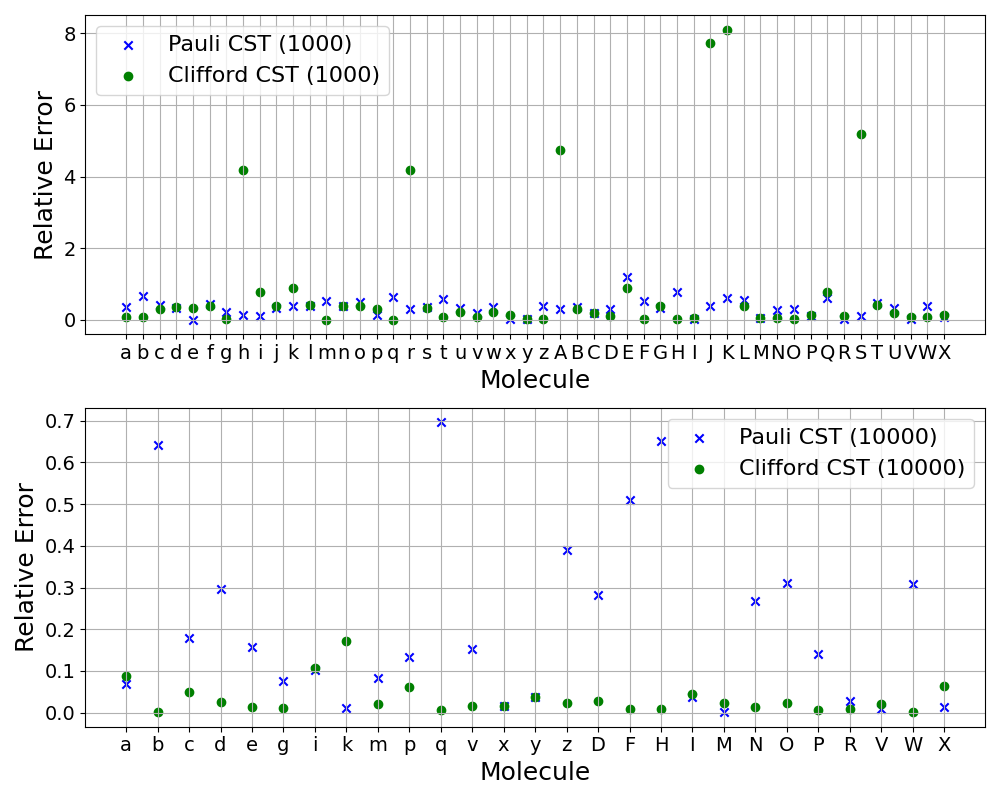 Pauli CST (1000)
Clifford CST (1000)
Relative Error
8
6
4
2
0
a b c d e f g h i j k l m n o p q r s t u v w x y z A B C D E F G H I J K L M N O P Q R S T U V W X
Molecule
Pauli CST (10000)
Clifford CST (10000)
Relative Error
0.7
0.6
0.5
0.4
0.3
0.2
0.1
0.0
a b c d e g i k m p q v x y z D F H I M N O P R V W X
Molecule